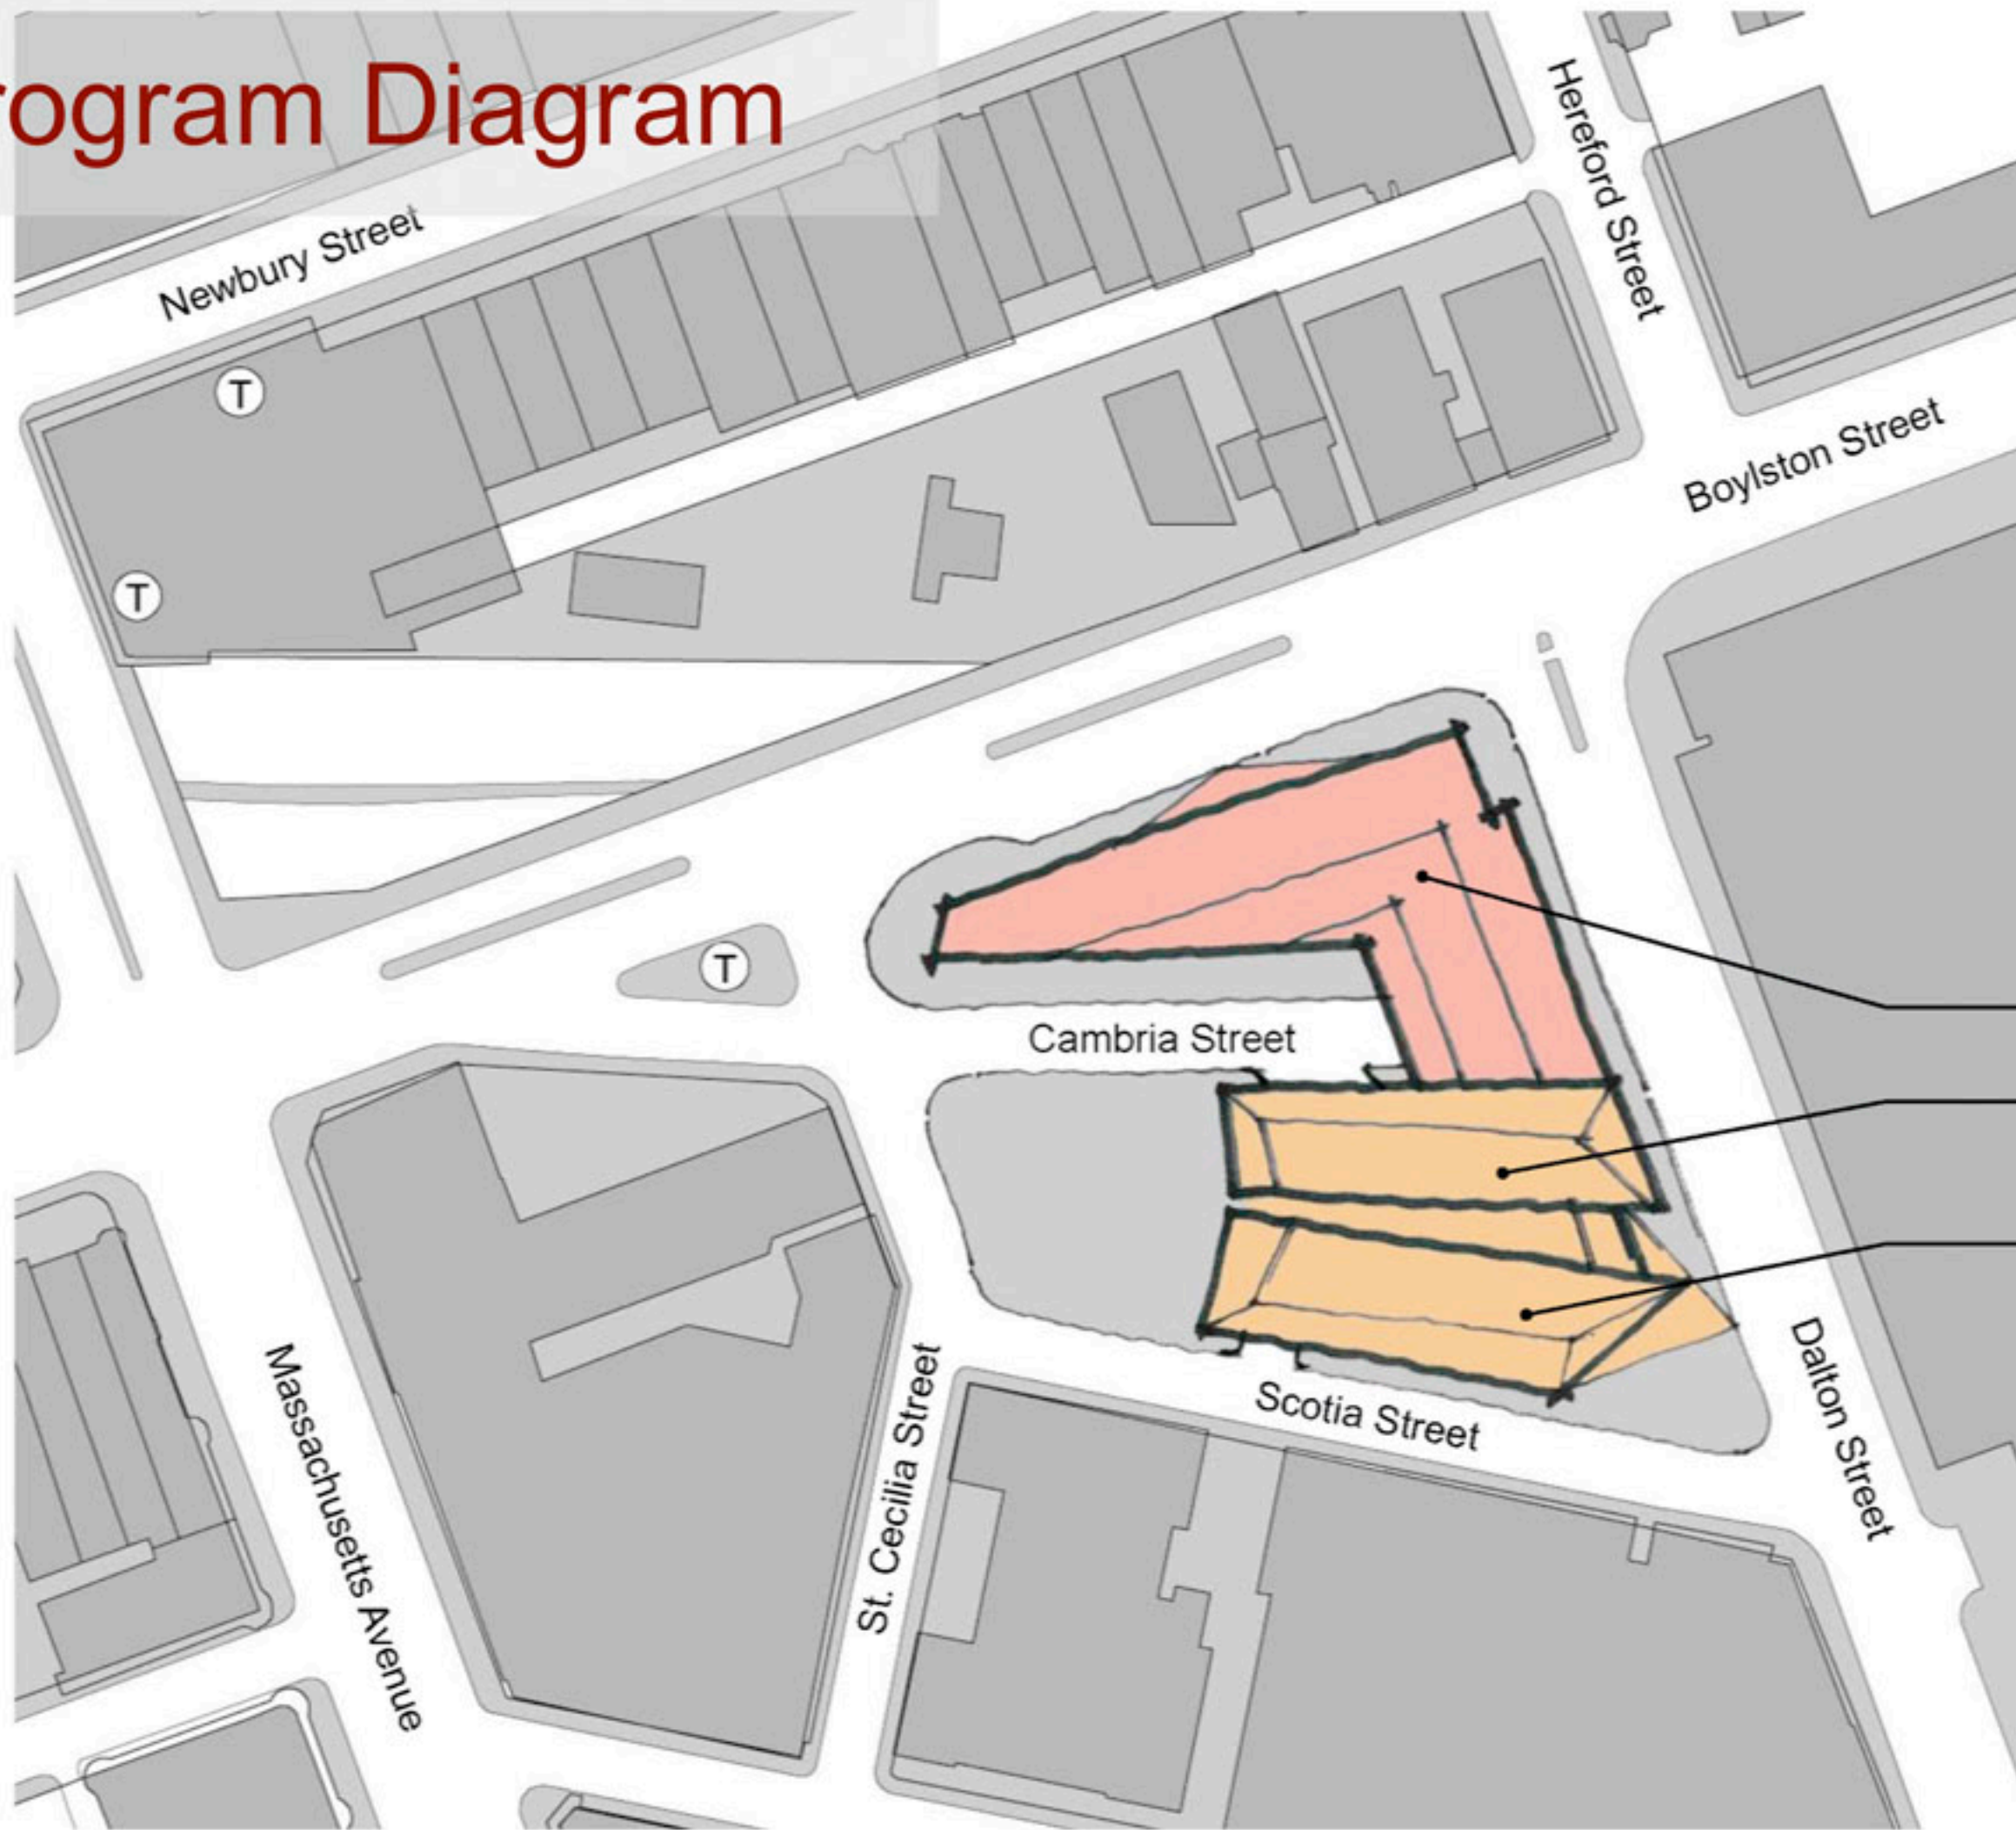 rogram Diagram
Hereford Street
Newbury Street
T
Boylston Street
T
T
Cambria Street
Massachusetts Avenue
St. Cecilia Street
Scotia Street
Dalton Street